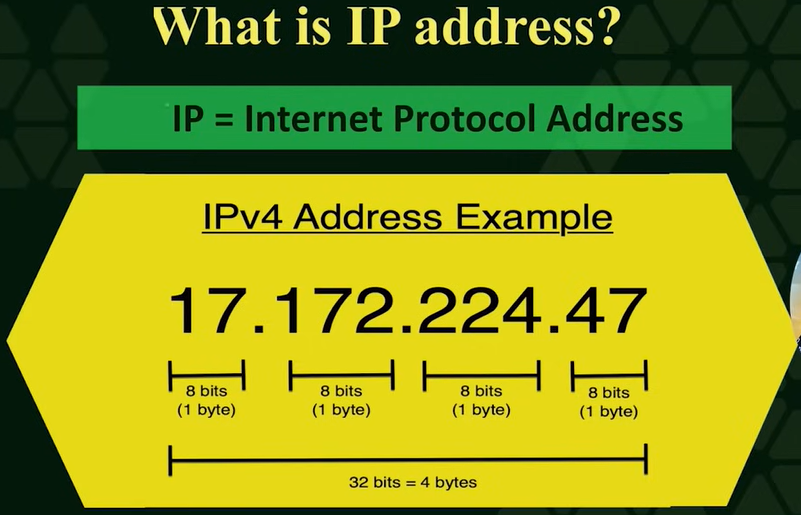 What is IP address?
IP = Internet Protocol Address
IPv4 Address Example
17.172.224.47
8 bits 8 bits 8 bits 8 bits
(1 byte) (1 byte) (1 byte) (1 byte)
32 bits = 4 bytes